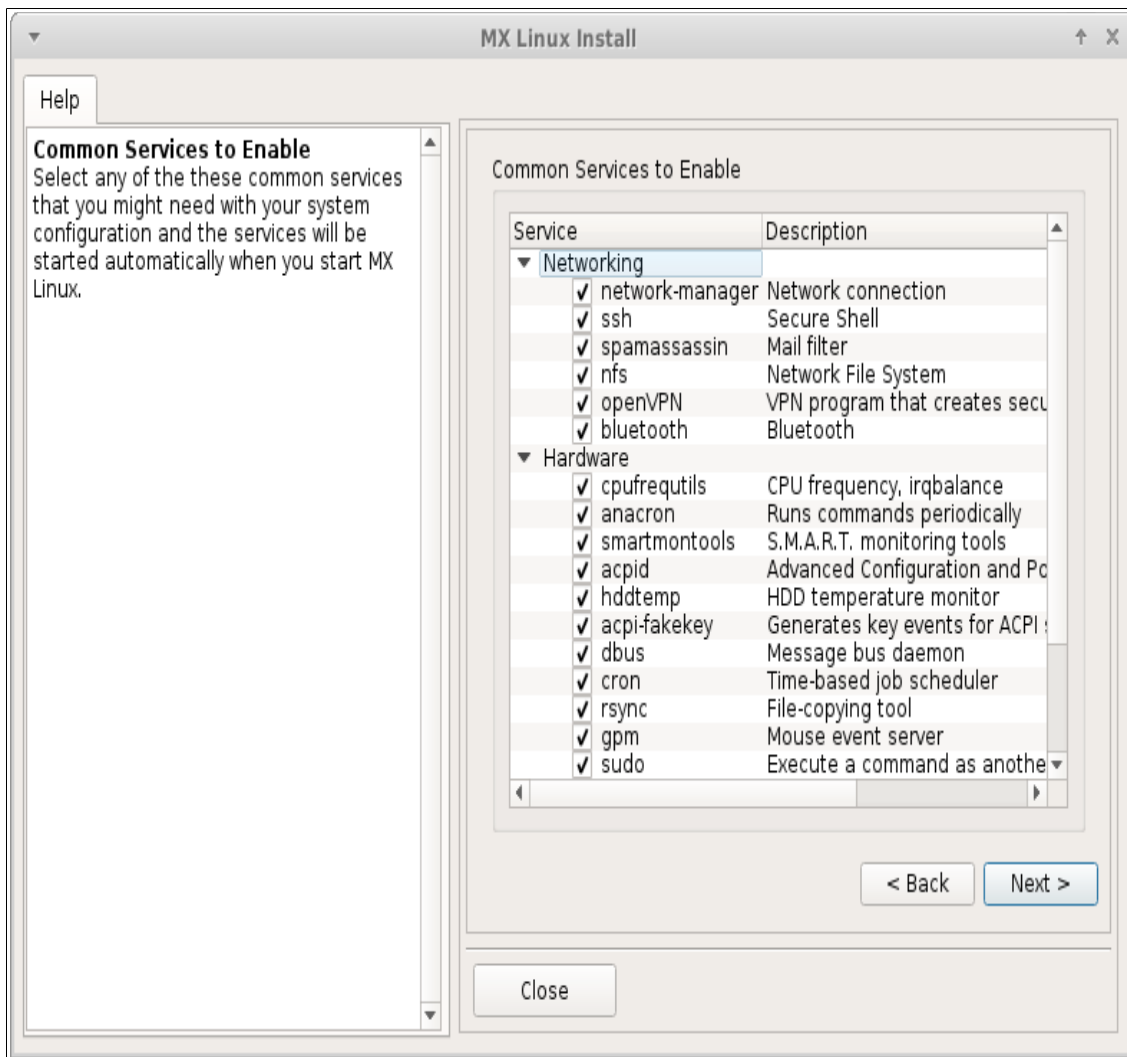 MX Linux Install
Help
Common Services to Enable
Select any of the these common services
that you might need with your system
configuration and the services will be
started automatically when you start MX
Linux.
Common Services to Enable
Service Description
Networking
network-manager Network connection
ssh Secure Shell
spamassassin Mail filter
nfs Network File System
openVPN VPN program that creates secu
bluetooth Bluetooth
Hardware
cpufrequtils CPU frequency, irqbalance
anacron Runs commands periodically
smartmontools S.M.A.R.T. monitoring tools
acpid Advanced Configuration and Po
hddtemp HDD temperature monitor
acpi-fakekey Generates key events for ACPI
dbus Message bus daemon
cron Time-based job scheduler
rsync File-copying tool
gpm Mouse event server
sudo Execute a command as anothe
< Back Next >
Close